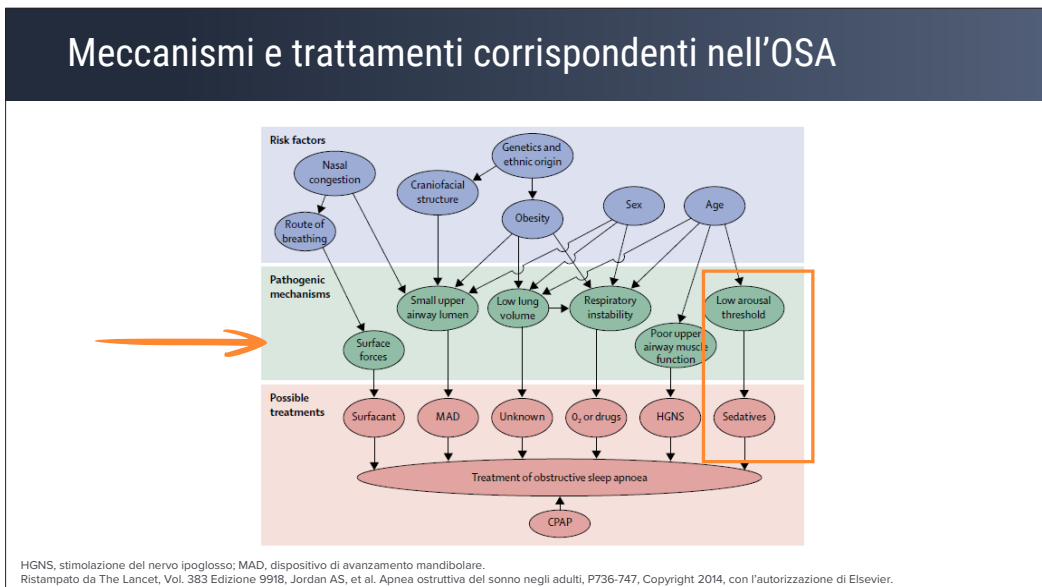 Meccanismi e trattamenti corrispondenti nell'OSA
Risk factors
Genetics and
ethnic origin
Nasal
congestion
Craniofacial
structure
Sex
Age
Obesity
Route of
breathing
Pathogenic
mechanisms
Small upper
airway lumen
Low lung
volume
Respiratory
instability
Low arousal
threshold
Surface
forces
Poor upper
airway muscle
function
Possible
treatments
Surfacant
MAD
Unknown
O₂ or drugs
HGNS
Sedatives
Treatment of obstructive sleep apnoea
CPAP
HGNS, stimolazione del nervo ipoglosso; MAD, dispositivo di avanzamento mandibolare.
Ristampato da The Lancet, Vol. 383 Edizione 9918, Jordan AS, et al. Apnea ostruttiva del sonno negli adulti, P736-747, Copyright 2014, con l'autorizzazione di Elsevier.